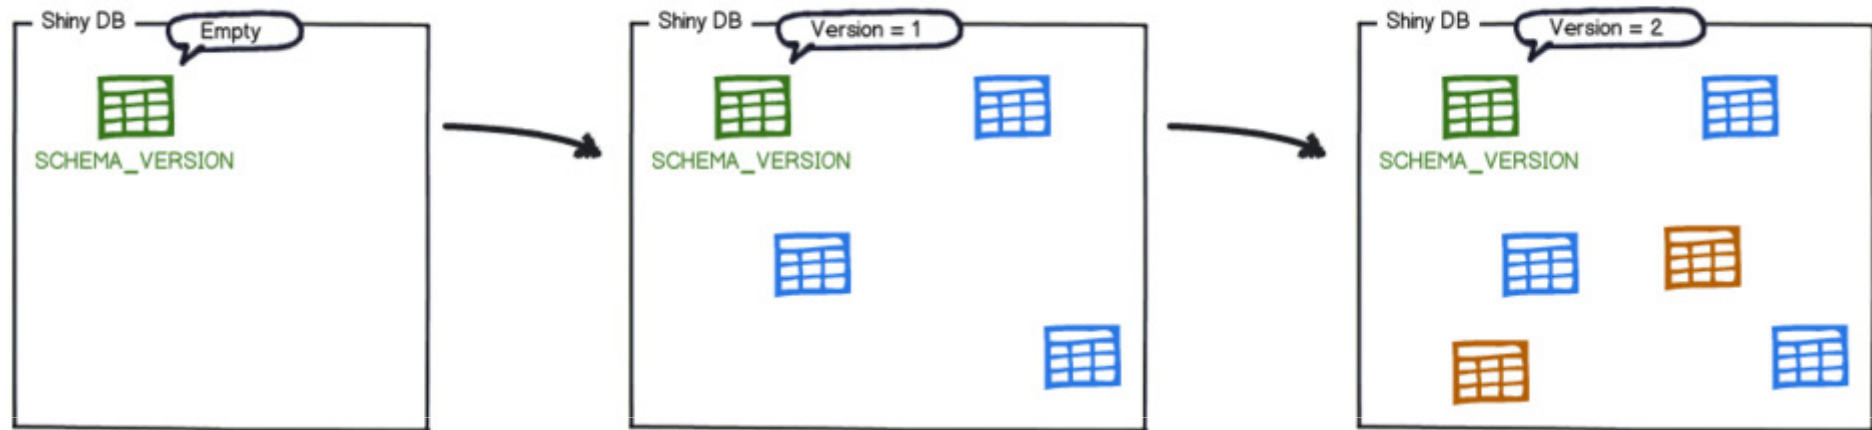 Shiny DB
Empty
SCHEMA_VERSION
Shiny DB
Version = 1
SCHEMA_VERSION
Shiny DB
Version = 2
SCHEMA_VERSION